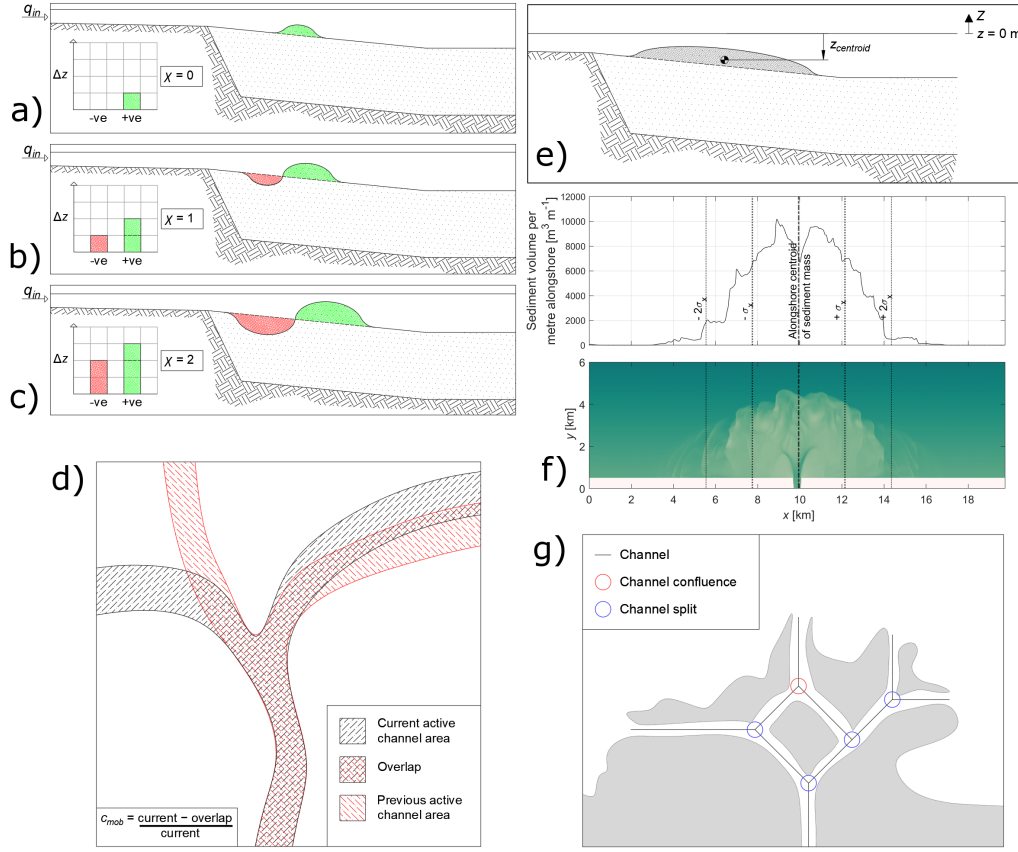 a)
q_in
Δz
-ve +ve
χ = 0
b)
q_in
Δz
-ve +ve
χ = 1
c)
q_in
Δz
-ve +ve
χ = 2
d)
Current active
channel area
Overlap
Previous active
channel area
c_mob = current − overlap
current
e)
Z
z = 0 m
z_centroid
f)
Sediment volume per
metre alongshore [m³ m⁻¹]
12000
10000
8000
6000
4000
2000
0
- 2σ_x
- σ_x
Alongshore centroid
of sediment mass
+ σ_x
+ 2σ_x
y [km]
6
4
2
0
0 2 4 6 8 10 12 14 16 18
x [km]
g)
Channel
Channel confluence
Channel split